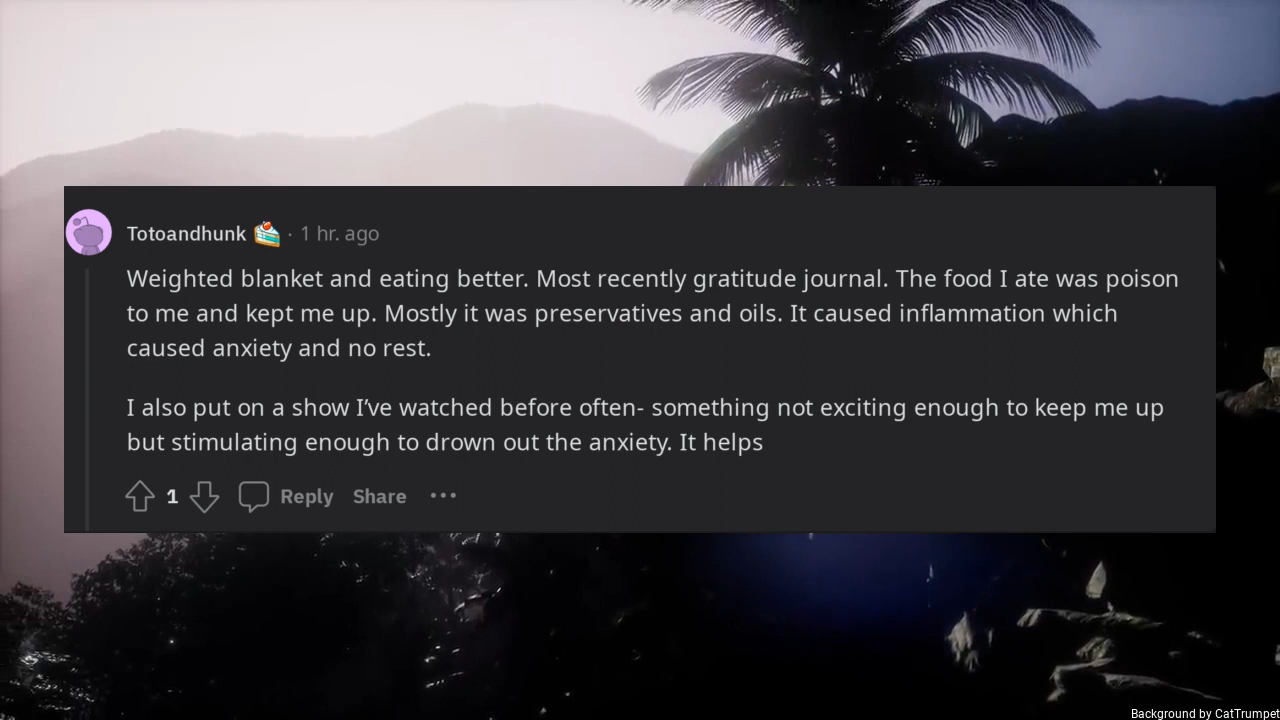 Totoandhunk · 1 hr. ago
Weighted blanket and eating better. Most recently gratitude journal. The food I ate was poison
to me and kept me up. Mostly it was preservatives and oils. It caused inflammation which
caused anxiety and no rest.
I also put on a show I’ve watched before often- something not exciting enough to keep me up
but stimulating enough to drown out the anxiety. It helps
1 Reply Share •••
Background by CatTrumpet